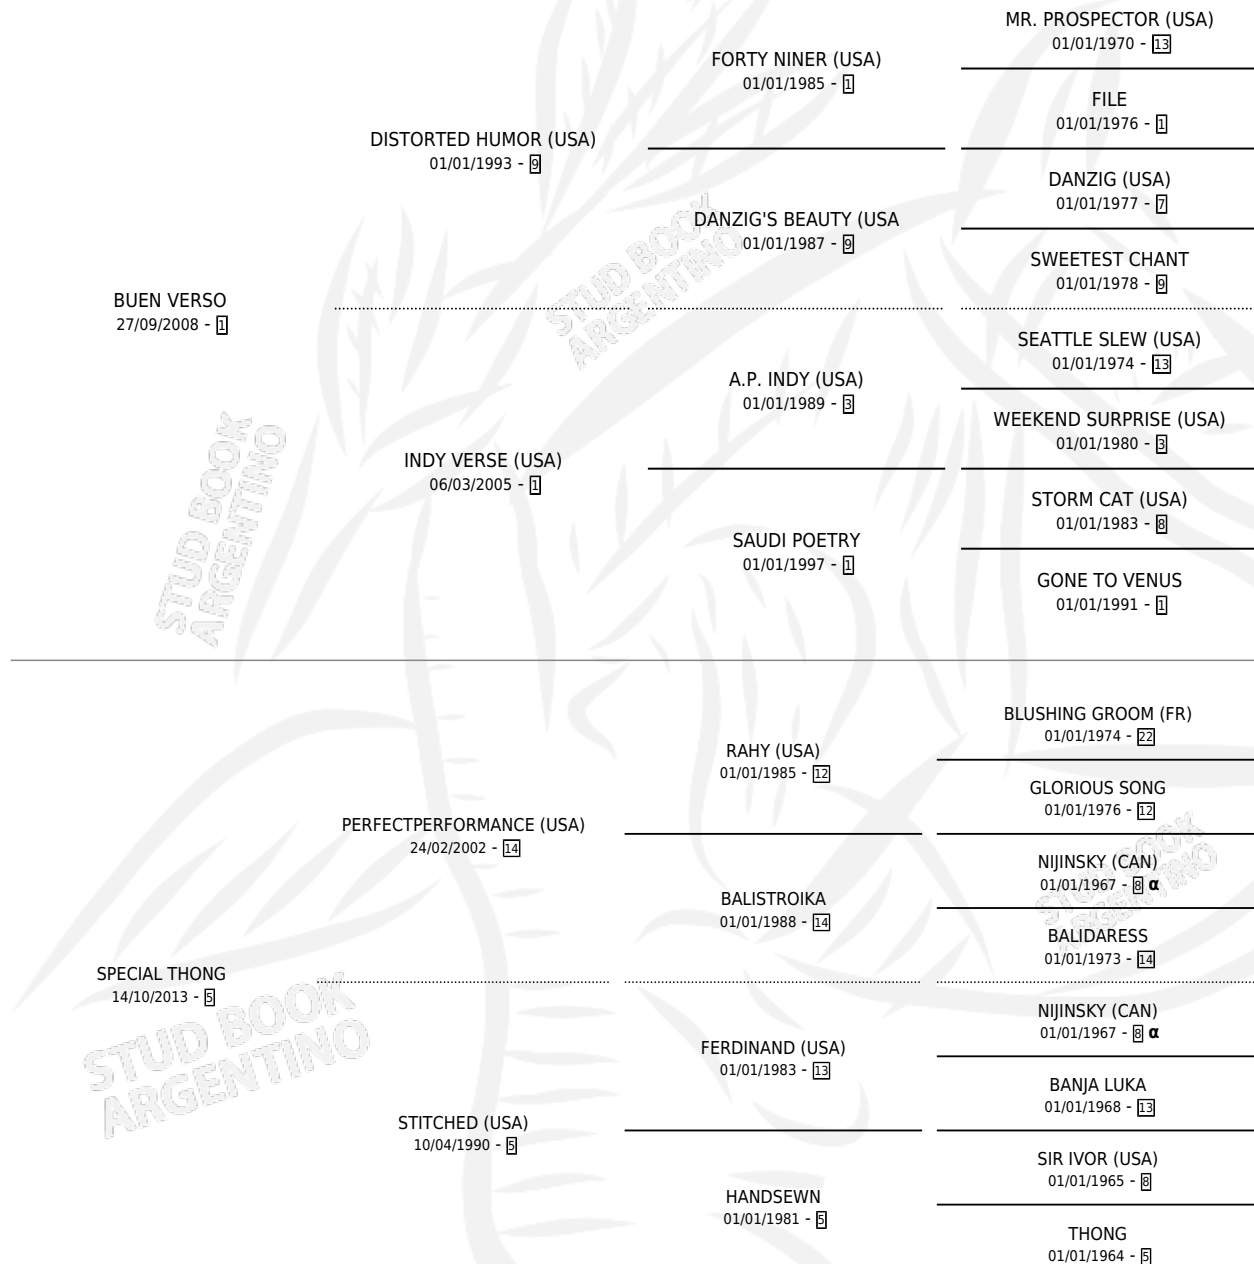 MR. PROSPECTOR (USA)
01/01/1970 - 13
FORTY NINER (USA)
01/01/1985 - 1
FILE
01/01/1976 - 1
DISTORTED HUMOR (USA)
01/01/1993 - 9
DANZIG (USA)
01/01/1977 - 7
DANZIG'S BEAUTY (USA
01/01/1987 - 9
SWEETEST CHANT
01/01/1978 - 9
BUEN VERSO
27/09/2008 - 1
SEATTLE SLEW (USA)
01/01/1974 - 13
A.P. INDY (USA)
01/01/1989 - 3
WEEKEND SURPRISE (USA)
01/01/1980 - 3
INDY VERSE (USA)
06/03/2005 - 1
STORM CAT (USA)
01/01/1983 - 8
SAUDI POETRY
01/01/1997 - 1
GONE TO VENUS
01/01/1991 - 1
BLUSHING GROOM (FR)
01/01/1974 - 22
RAHY (USA)
01/01/1985 - 12
GLORIOUS SONG
01/01/1976 - 12
PERFECTPERFORMANCE (USA)
24/02/2002 - 14
NIJINSKY (CAN)
01/01/1967 - 8 α
BALISTROIKA
01/01/1988 - 14
BALIDARESS
01/01/1973 - 14
SPECIAL THONG
14/10/2013 - 5
NIJINSKY (CAN)
01/01/1967 - 8 α
FERDINAND (USA)
01/01/1983 - 13
BANJA LUKA
01/01/1968 - 13
STITCHED (USA)
10/04/1990 - 5
SIR IVOR (USA)
01/01/1965 - 8
HANDSEWN
01/01/1981 - 5
THONG
01/01/1964 - 5
STUD BOOK
ARGENTINO
STUD BOOK
ARGENTINO
STUD BOOK
ARGENTINO
STUD BOOK
ARGENTINO